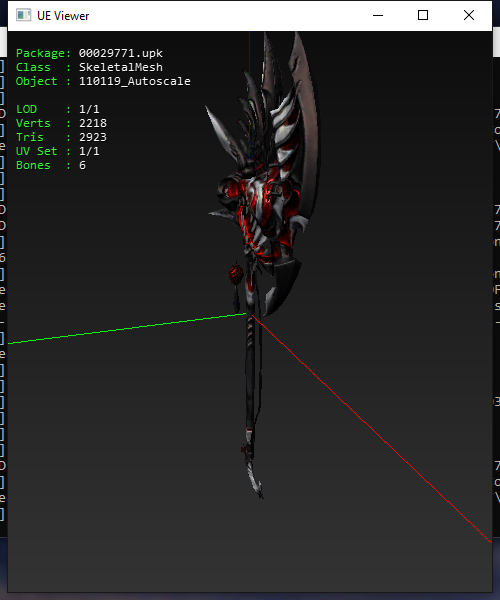 UE Viewer
Package: 00029771.upk
Class : SkeletalMesh
Object : 110119_Autoscale
LOD : 1/1
Verts : 2218
Tris : 2923
UV Set : 1/1
Bones : 6